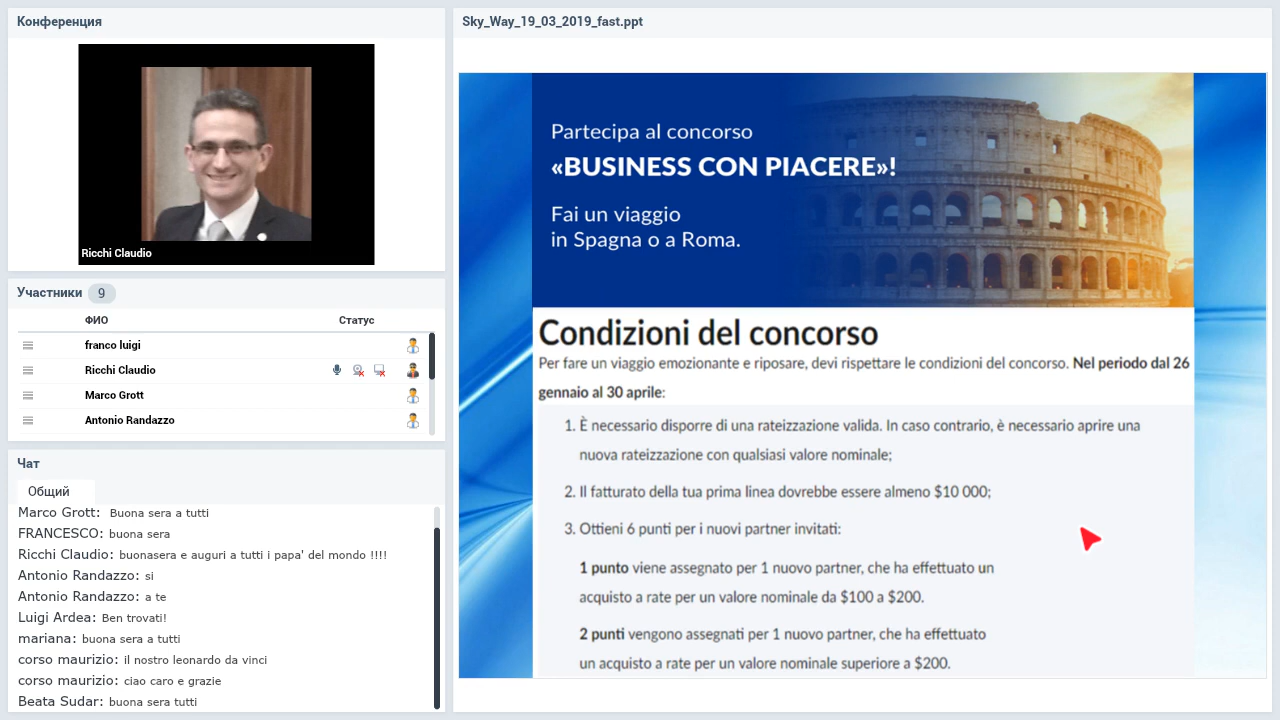 Конференция
Ricchi Claudio
Участники 9
ФИО Статус
franco luigi
Ricchi Claudio
Marco Grott
Antonio Randazzo
Чат
Общий
Marco Grott: Buona sera a tutti
FRANCESCO: buona sera
Ricchi Claudio: buonasera e auguri a tutti i papa' del mondo !!!!
Antonio Randazzo: si
Antonio Randazzo: a te
Luigi Ardea: Ben trovati!
mariana: buona sera a tutti
corso maurizio: il nostro leonardo da vinci
corso maurizio: ciao caro e grazie
Beata Sudar: buona sera tutti
Sky_Way_19_03_2019_fast.ppt
Partecipa al concorso
«BUSINESS CON PIACERE»!
Fai un viaggio
in Spagna o a Roma.
Condizioni del concorso
Per fare un viaggio emozionante e riposare, devi rispettare le condizioni del concorso. Nel periodo dal 26
gennaio al 30 aprile:
1. È necessario disporre di una rateizzazione valida. In caso contrario, è necessario aprire una
nuova rateizzazione con qualsiasi valore nominale;
2. Il fatturato della tua prima linea dovrebbe essere almeno $10 000;
3. Ottieni 6 punti per i nuovi partner invitati:
1 punto viene assegnato per 1 nuovo partner, che ha effettuato un
acquisto a rate per un valore nominale da $100 a $200.
2 punti vengono assegnati per 1 nuovo partner, che ha effettuato
un acquisto a rate per un valore nominale superiore a $200.